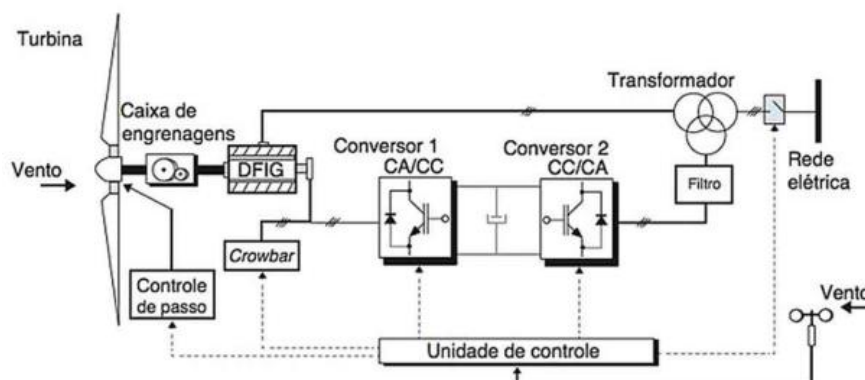 Turbina
Transformador
Caixa de
engrenagens
Conversor 1
CA/CC
Conversor 2
CC/CA
Vento
DFIG
Rede
elétrica
Filtro
Crowbar
Controle
de passo
Vento
Unidade de controle